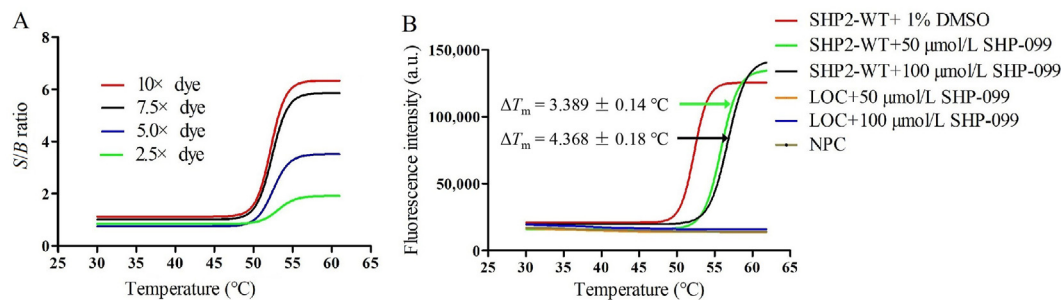 A
S/B ratio
8
6
4
2
0
10× dye
7.5× dye
5.0× dye
2.5× dye
25 30 35 40 45 50 55 60 65
Temperature (℃)
B
Fluorescence intensity (a.u.)
150,000
100,000
50,000
0
ΔTm = 3.389 ± 0.14 ℃
ΔTm = 4.368 ± 0.18 ℃
25 30 35 40 45 50 55 60 65
Temperature (℃)
SHP2-WT+ 1% DMSO
SHP2-WT+50 μmol/L SHP-099
SHP2-WT+100 μmol/L SHP-099
LOC+50 μmol/L SHP-099
LOC+100 μmol/L SHP-099
NPC